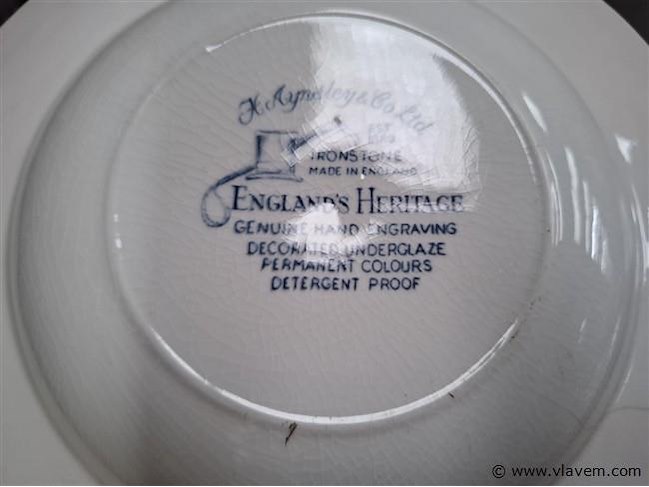 H. Aynsley & Co Ltd
EST
IRONSTONE
MADE IN ENGLAND
ENGLAND'S HERITAGE
GENUINE HAND ENGRAVING
DECORATED UNDERGLAZE
PERMANENT COLOURS
DETERGENT PROOF
© www.vlavem.com